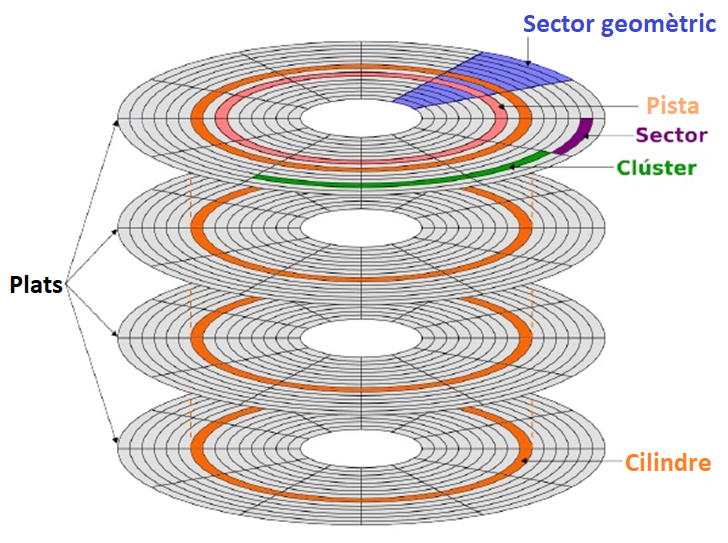 Sector geomètric
Pista
Sector
Clúster
Plats
Cilindre